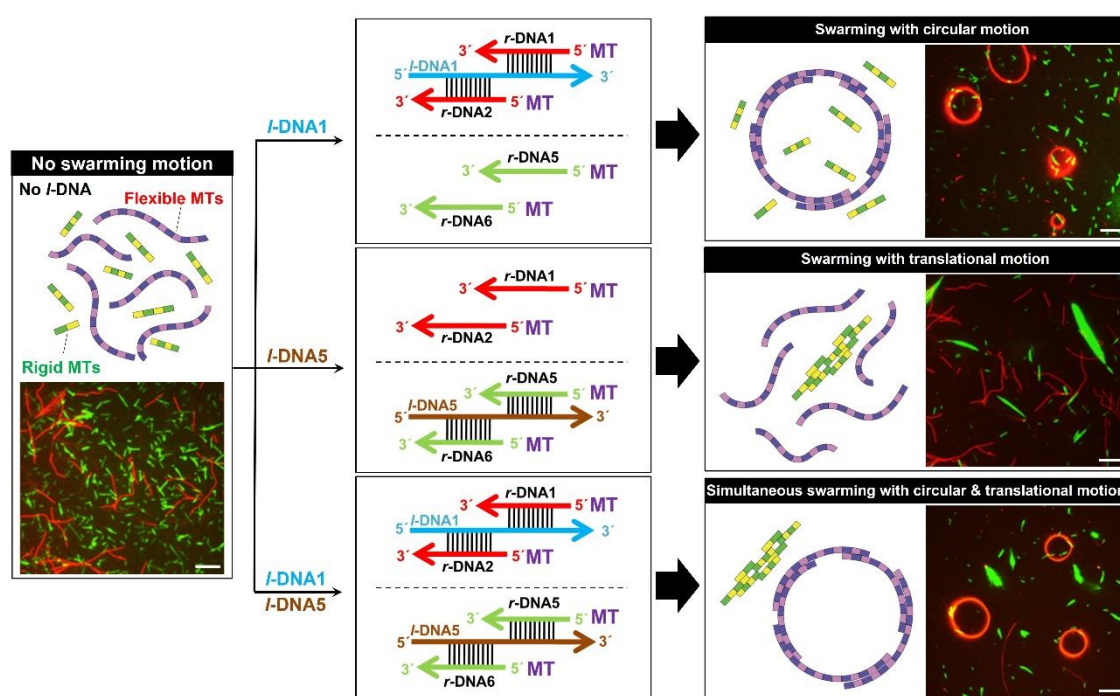 No swarming motion
No l-DNA
Flexible MTs
Rigid MTs
l-DNA1
l-DNA5
l-DNA1
l-DNA5
r-DNA1
3´ 5´ MT
5´ l-DNA1 3´
3´ 5´ MT
r-DNA2
r-DNA5
3´ 5´ MT
3´ 5´ MT
r-DNA6
Swarming with circular motion
r-DNA1
3´ 5´ MT
3´ 5´ MT
r-DNA2
r-DNA5
3´ 5´ MT
5´ l-DNA5 3´
3´ 5´ MT
r-DNA6
Swarming with translational motion
r-DNA1
3´ 5´ MT
5´ l-DNA1 3´
3´ 5´ MT
r-DNA2
r-DNA5
3´ 5´ MT
5´ l-DNA5 3´
3´ 5´ MT
r-DNA6
Simultaneous swarming with circular & translational motion